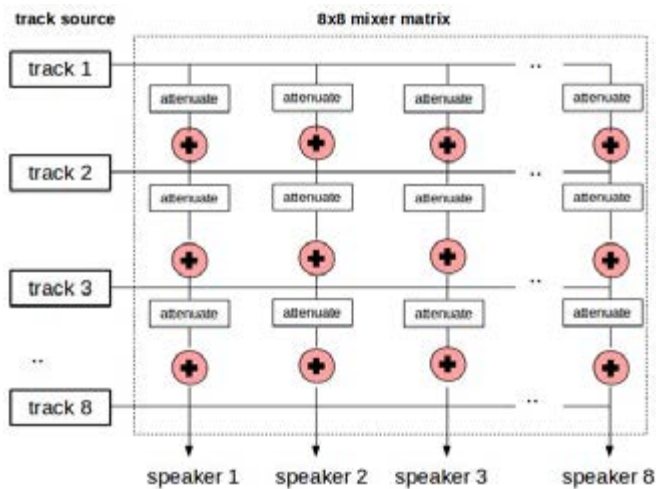 track source 8x8 mixer matrix
track 1 ..
attenuate attenuate attenuate attenuate
track 2 ..
attenuate attenuate attenuate attenuate
track 3 ..
attenuate attenuate attenuate attenuate
..
track 8 ..
speaker 1 speaker 2 speaker 3 speaker 8